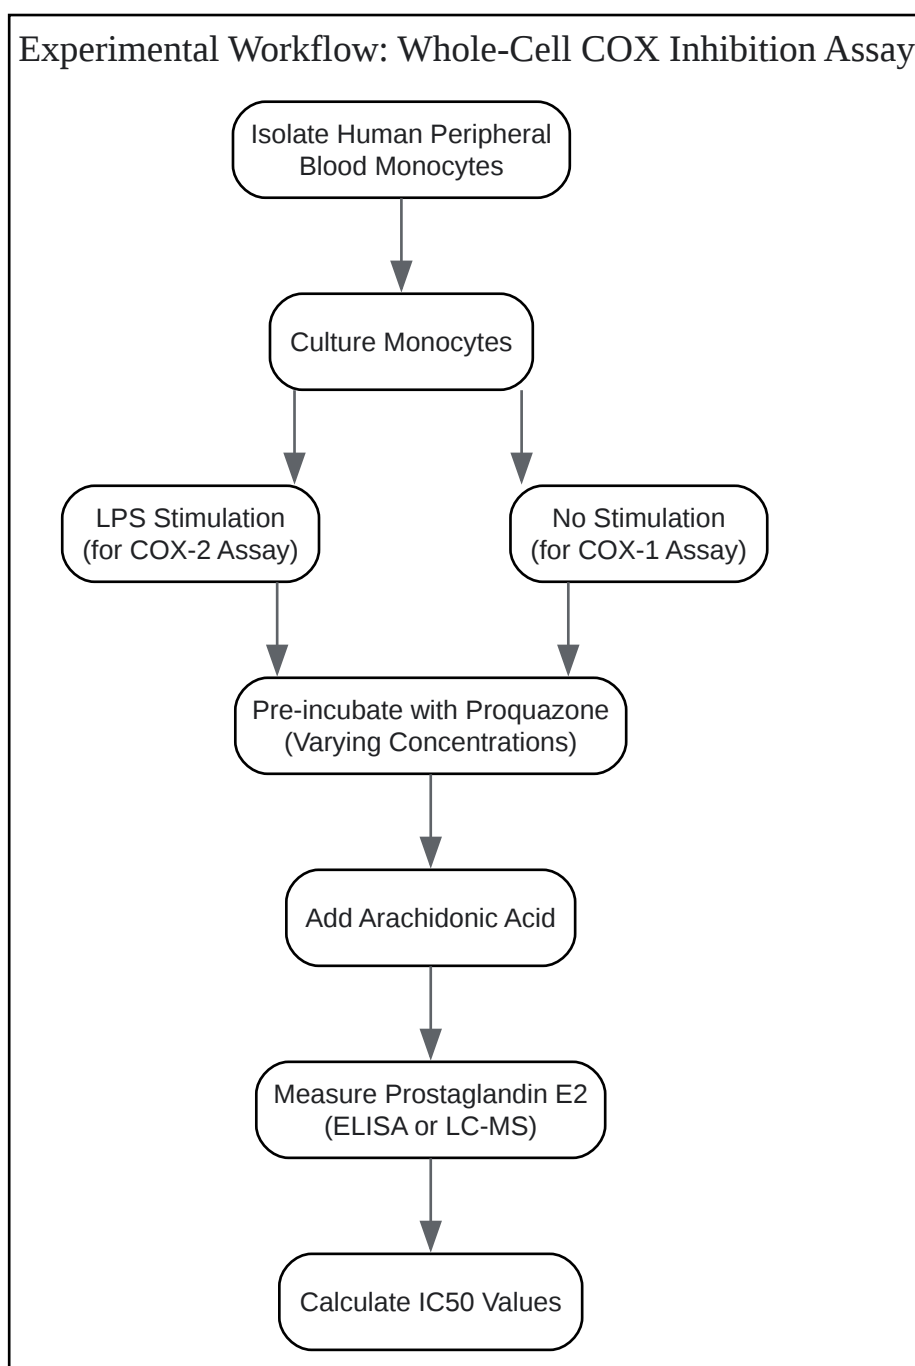 Experimental Workflow: Whole-Cell COX Inhibition Assay
Isolate Human Peripheral
Blood Monocytes
Culture Monocytes
LPS Stimulation
(for COX-2 Assay)
No Stimulation
(for COX-1 Assay)
Pre-incubate with Proquazone
(Varying Concentrations)
Add Arachidonic Acid
Measure Prostaglandin E2
(ELISA or LC-MS)
Calculate IC50 Values